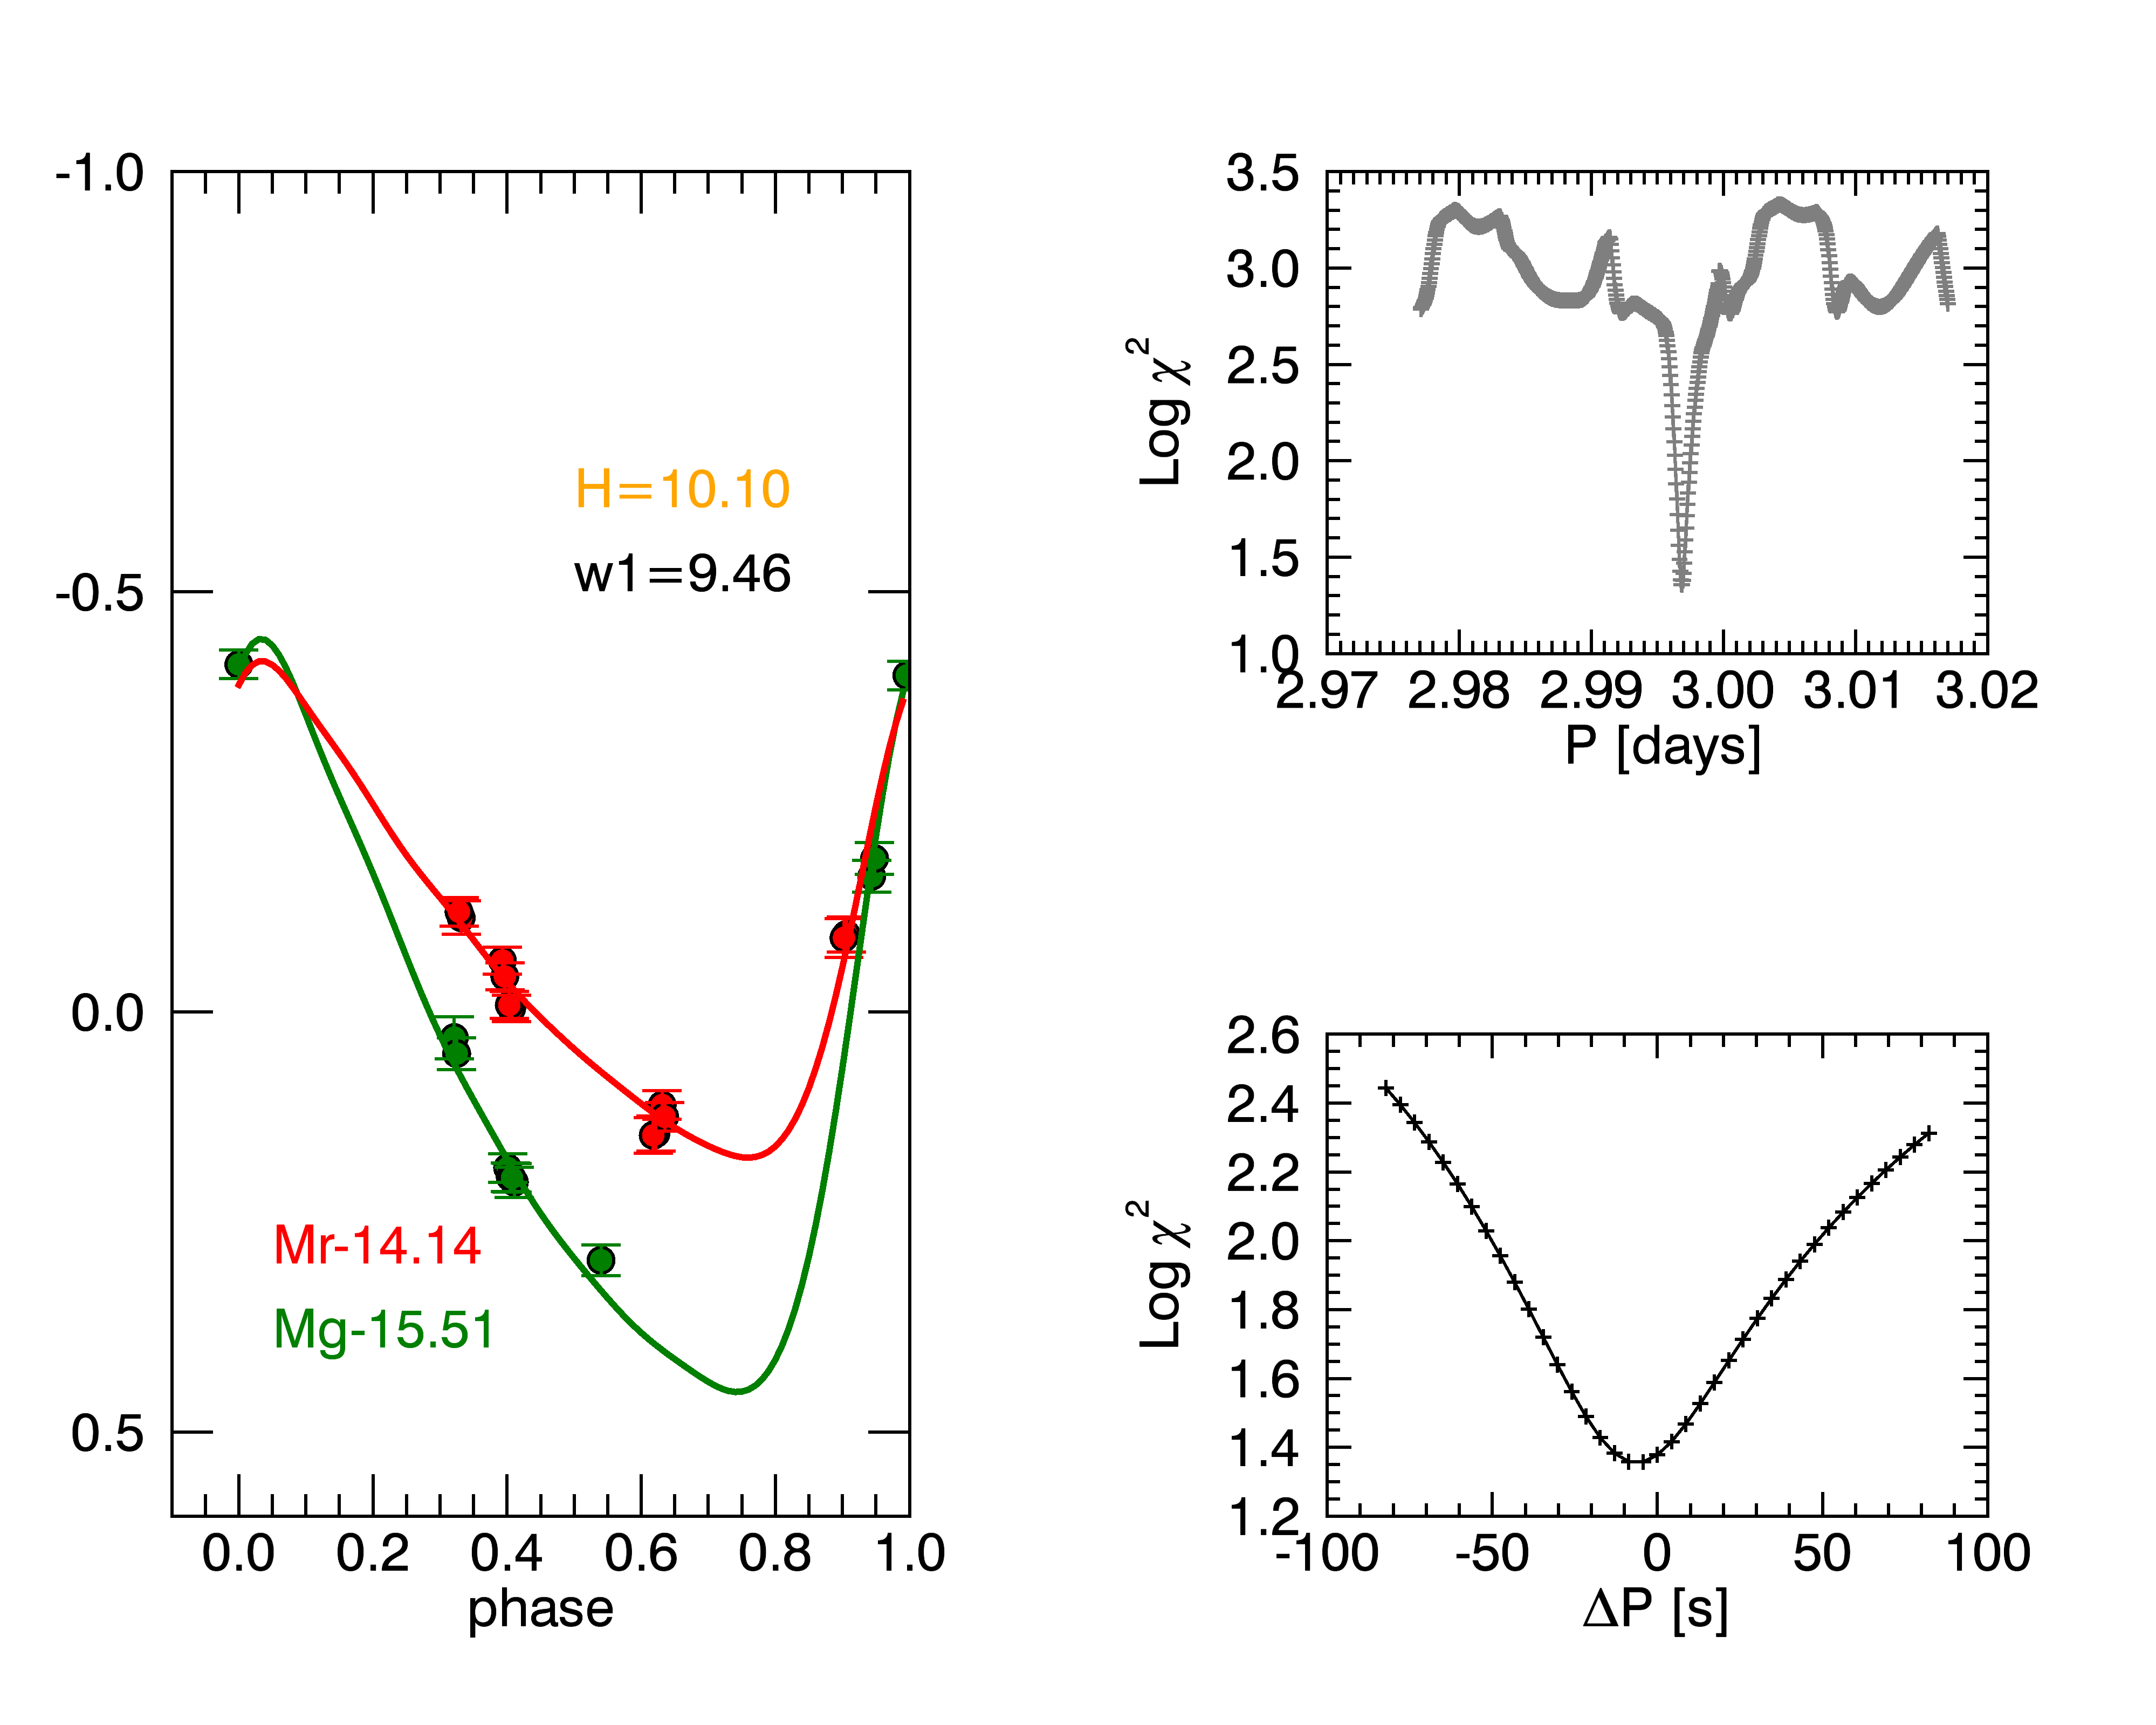 -1.0
-0.5
0.0
0.5
H=10.10
w1=9.46
Mr-14.14
Mg-15.51
0.0 0.2 0.4 0.6 0.8 1.0
phase
3.5
3.0
2.5
2.0
1.5
1.0
Log χ²
2.97 2.98 2.99 3.00 3.01 3.02
P [days]
2.6
2.4
2.2
2.0
1.8
1.6
1.4
1.2
Log χ²
-100 -50 0 50 100
ΔP [s]